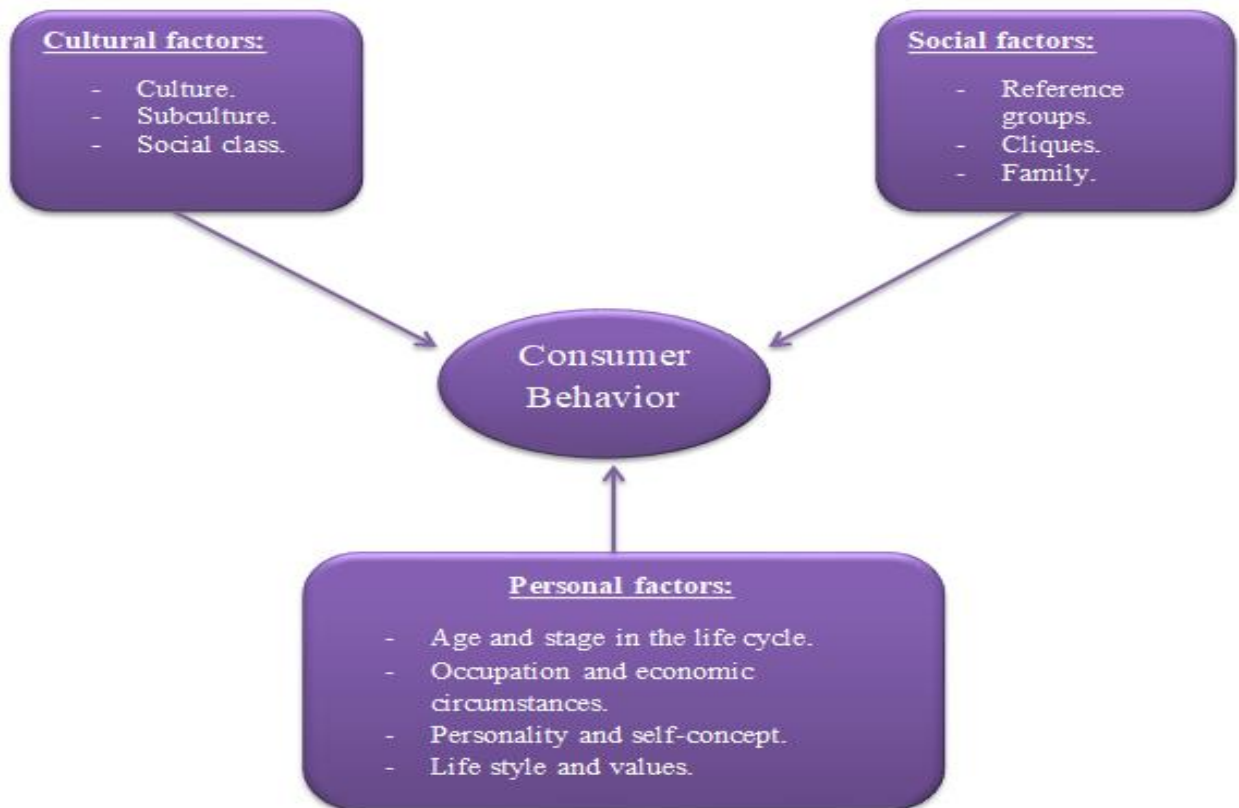 Cultural factors:
- Culture.
- Subculture.
- Social class.
Social factors:
- Reference
groups.
- Cliques.
- Family.
Consumer
Behavior
Personal factors:
- Age and stage in the life cycle.
- Occupation and economic
circumstances.
- Personality and self-concept.
- Life style and values.